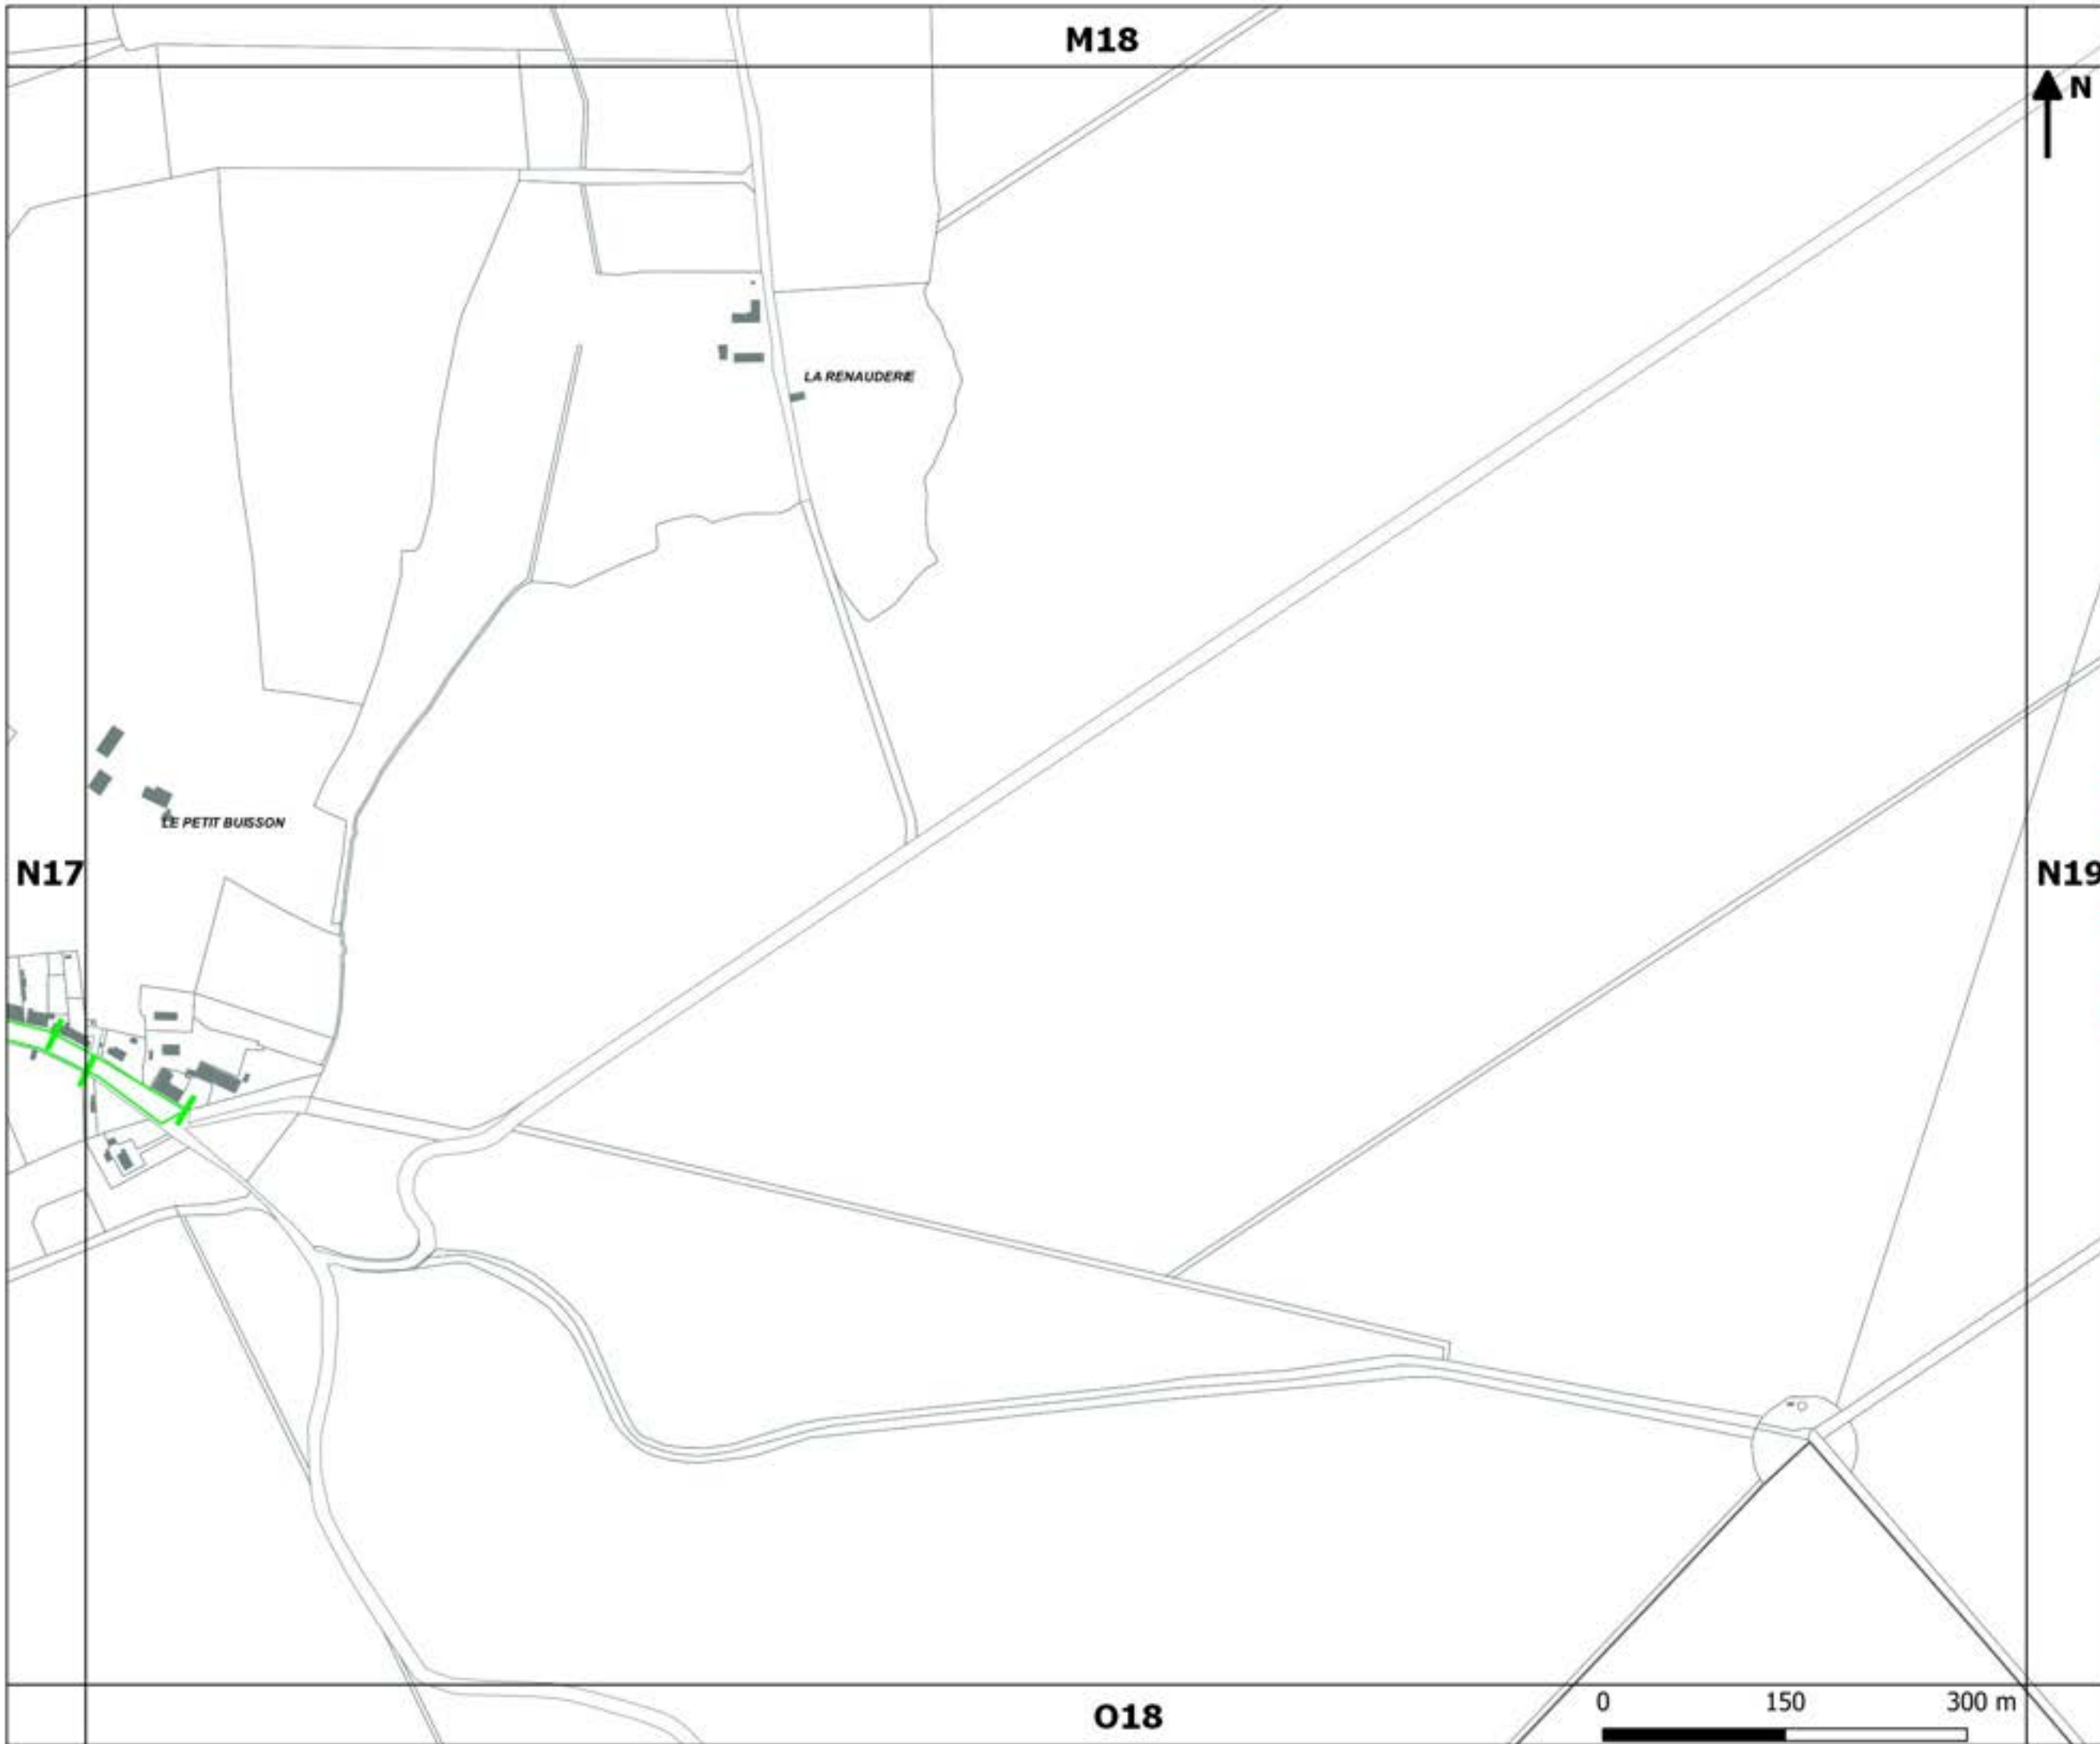 M18
N
LA RENAUDERIE
LE PETIT BUISSON
N17
N19
0 150 300 m
O18